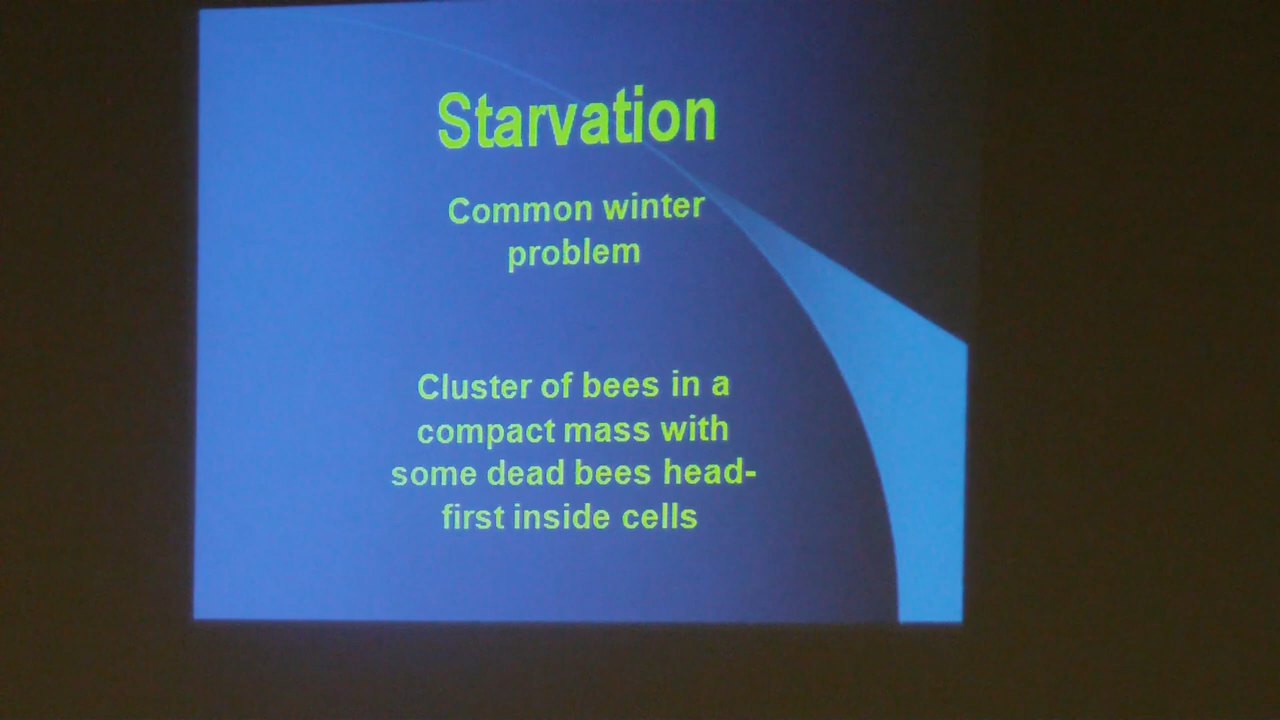 Starvation
Common winter
problem
Cluster of bees in a
compact mass with
some dead bees head-
first inside cells